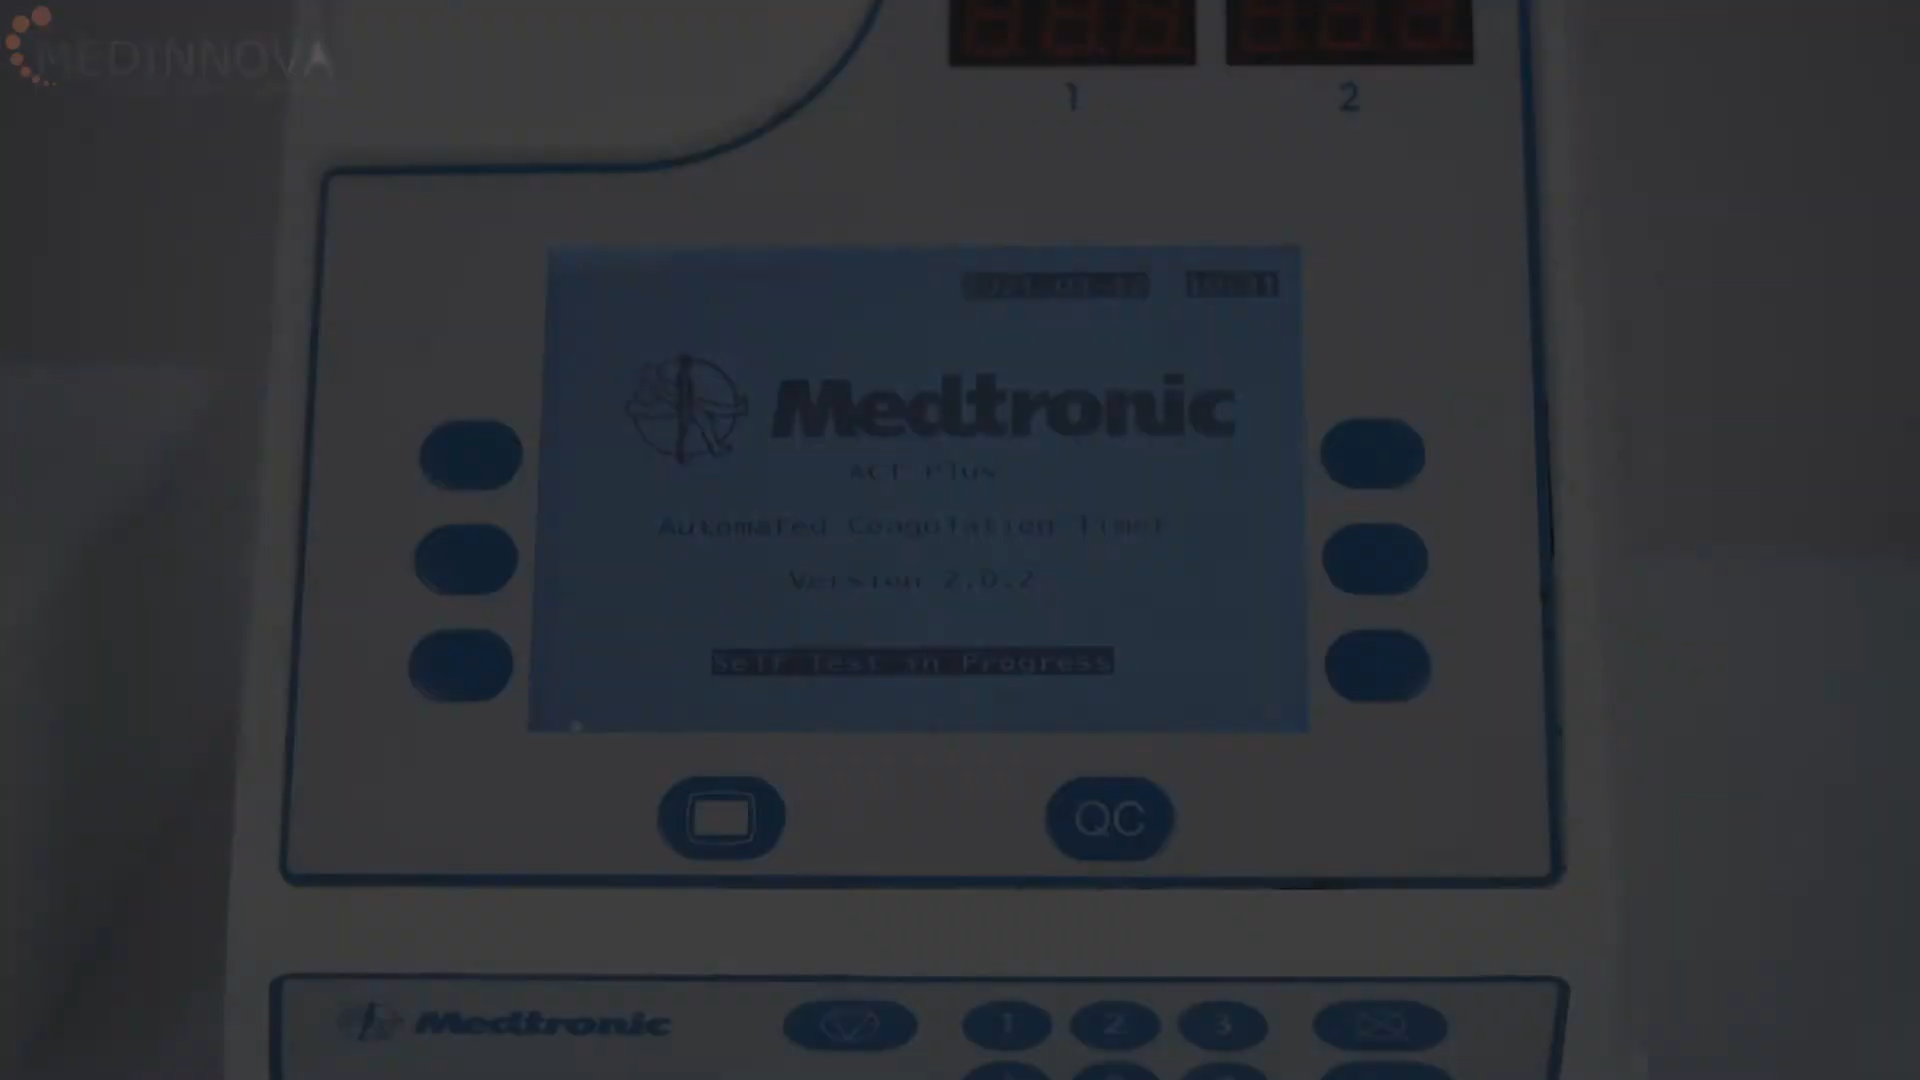 MEDINNOVA
1 2
Medtronic
ACT Plus
Automated Coagulation Timer
Version 2.0.2
Self Test in Progress
QC
Medtronic
1 2 3